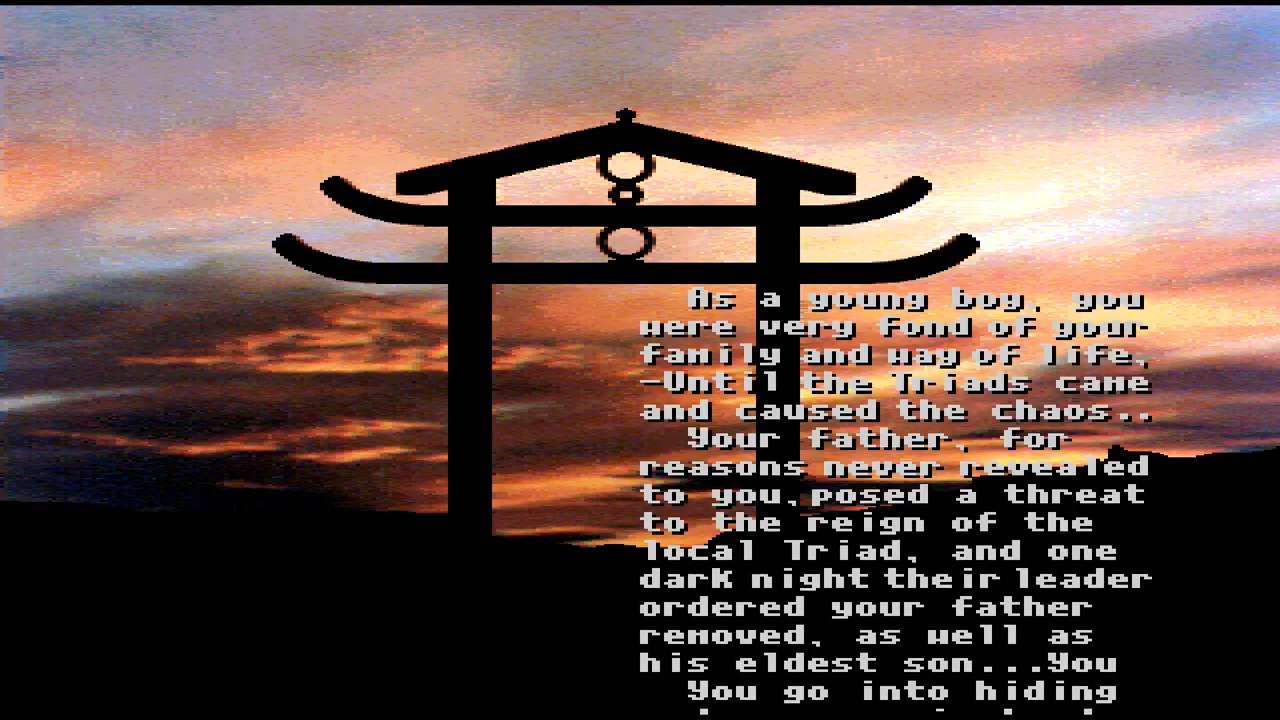 As a young boy, you
were very fond of your
family and way of life,
-Until the Triads came
and caused the chaos..
Your father, for
reasons never revealed
to you,posed a threat
to the reign of the
local Triad, and one
dark night their leader
ordered your father
removed, as well as
his eldest son...You
You go into hiding